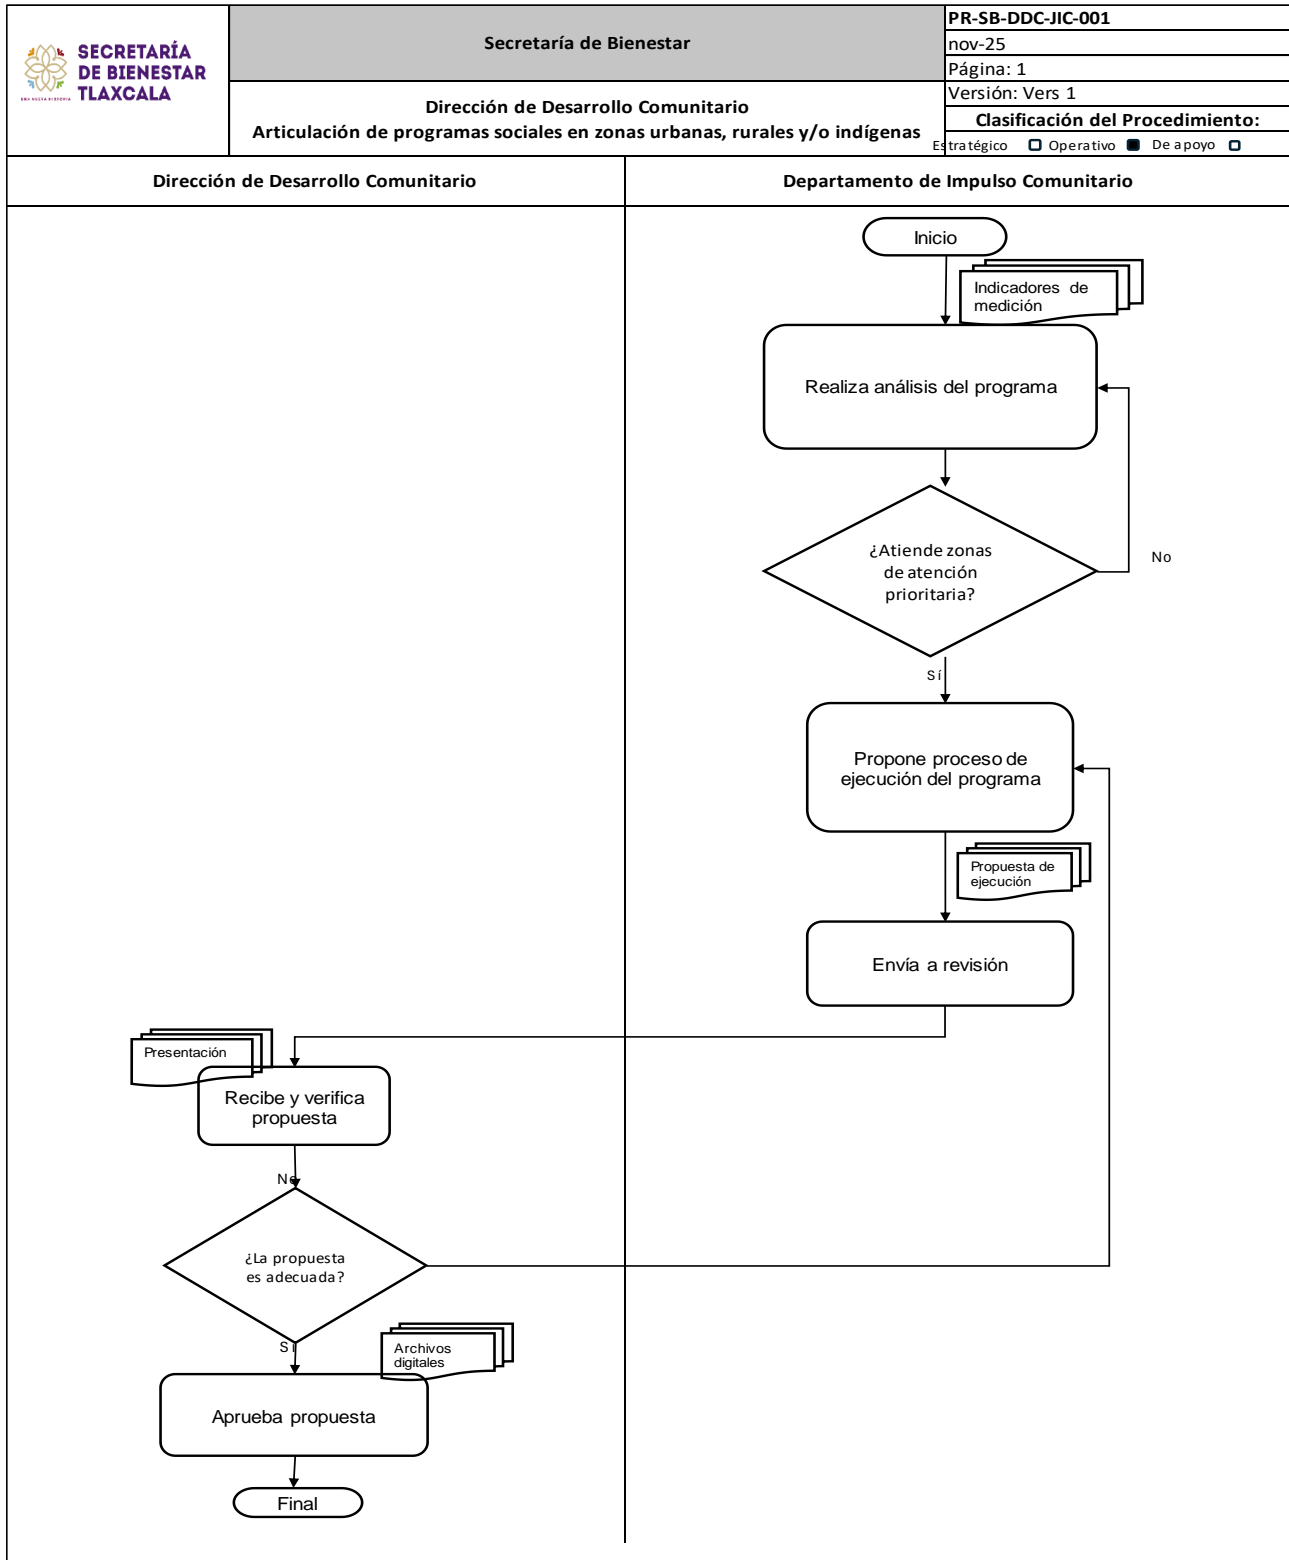 SECRETARÍA
DE BIENESTAR
TLAXCALA
UNA NUEVA HISTORIA
Secretaría de Bienestar
Dirección de Desarrollo Comunitario
Articulación de programas sociales en zonas urbanas, rurales y/o indígenas
PR-SB-DDC-JIC-001
nov-25
Página: 1
Versión: Vers 1
Clasificación del Procedimiento:
Estratégico Operativo De apoyo
Dirección de Desarrollo Comunitario
Departamento de Impulso Comunitario
Inicio
Indicadores de
medición
Realiza análisis del programa
¿Atiende zonas
de atención
prioritaria?
No
Sí
Propone proceso de
ejecución del programa
Propuesta de
ejecución
Envía a revisión
Presentación
Recibe y verifica
propuesta
No
¿La propuesta
es adecuada?
Sí
Archivos
digitales
Aprueba propuesta
Final